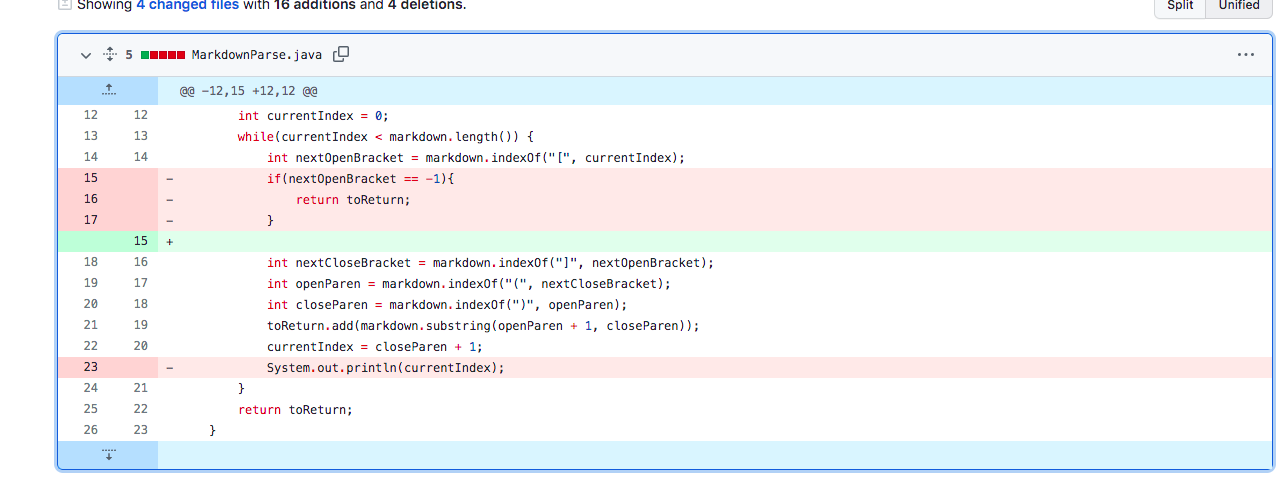 Showing 4 changed files with 16 additions and 4 deletions.
Split Unified
5 MarkdownParse.java
@@ -12,15 +12,12 @@
12 12 int currentIndex = 0;
13 13 while(currentIndex < markdown.length()) {
14 14 int nextOpenBracket = markdown.indexOf("[", currentIndex);
15 - if(nextOpenBracket == -1){
16 - return toReturn;
17 - }
15 +
18 16 int nextCloseBracket = markdown.indexOf("]", nextOpenBracket);
19 17 int openParen = markdown.indexOf("(", nextCloseBracket);
20 18 int closeParen = markdown.indexOf(")", openParen);
21 19 toReturn.add(markdown.substring(openParen + 1, closeParen));
22 20 currentIndex = closeParen + 1;
23 - System.out.println(currentIndex);
24 21 }
25 22 return toReturn;
26 23 }